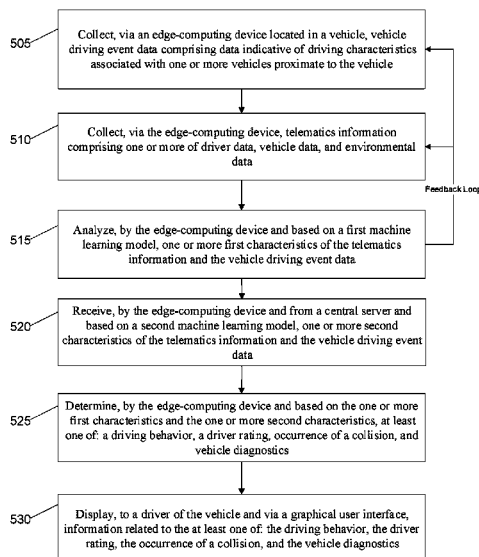 505
Collect, via an edge-computing device located in a vehicle, vehicle
driving event data comprising data indicative of driving characteristics
associated with one or more vehicles proximate to the vehicle
510
Collect, via the edge-computing device, telematics information
comprising one or more of driver data, vehicle data, and environmental
data
Feedback Loop
515
Analyze, by the edge-computing device and based on a first machine
learning model, one or more first characteristics of the telematics
information and the vehicle driving event data
520
Receive, by the edge-computing device and from a central server and
based on a second machine learning model, one or more second
characteristics of the telematics information and the vehicle driving event
data
525
Determine, by the edge-computing device and based on the one or more
first characteristics and the one or more second characteristics, at least
one of: a driving behavior, a driver rating, occurrence of a collision, and
vehicle diagnostics
530
Display, to a driver of the vehicle and via a graphical user interface,
information related to the at least one of: the driving behavior, the driver
rating, the occurrence of a collision, and the vehicle diagnostics